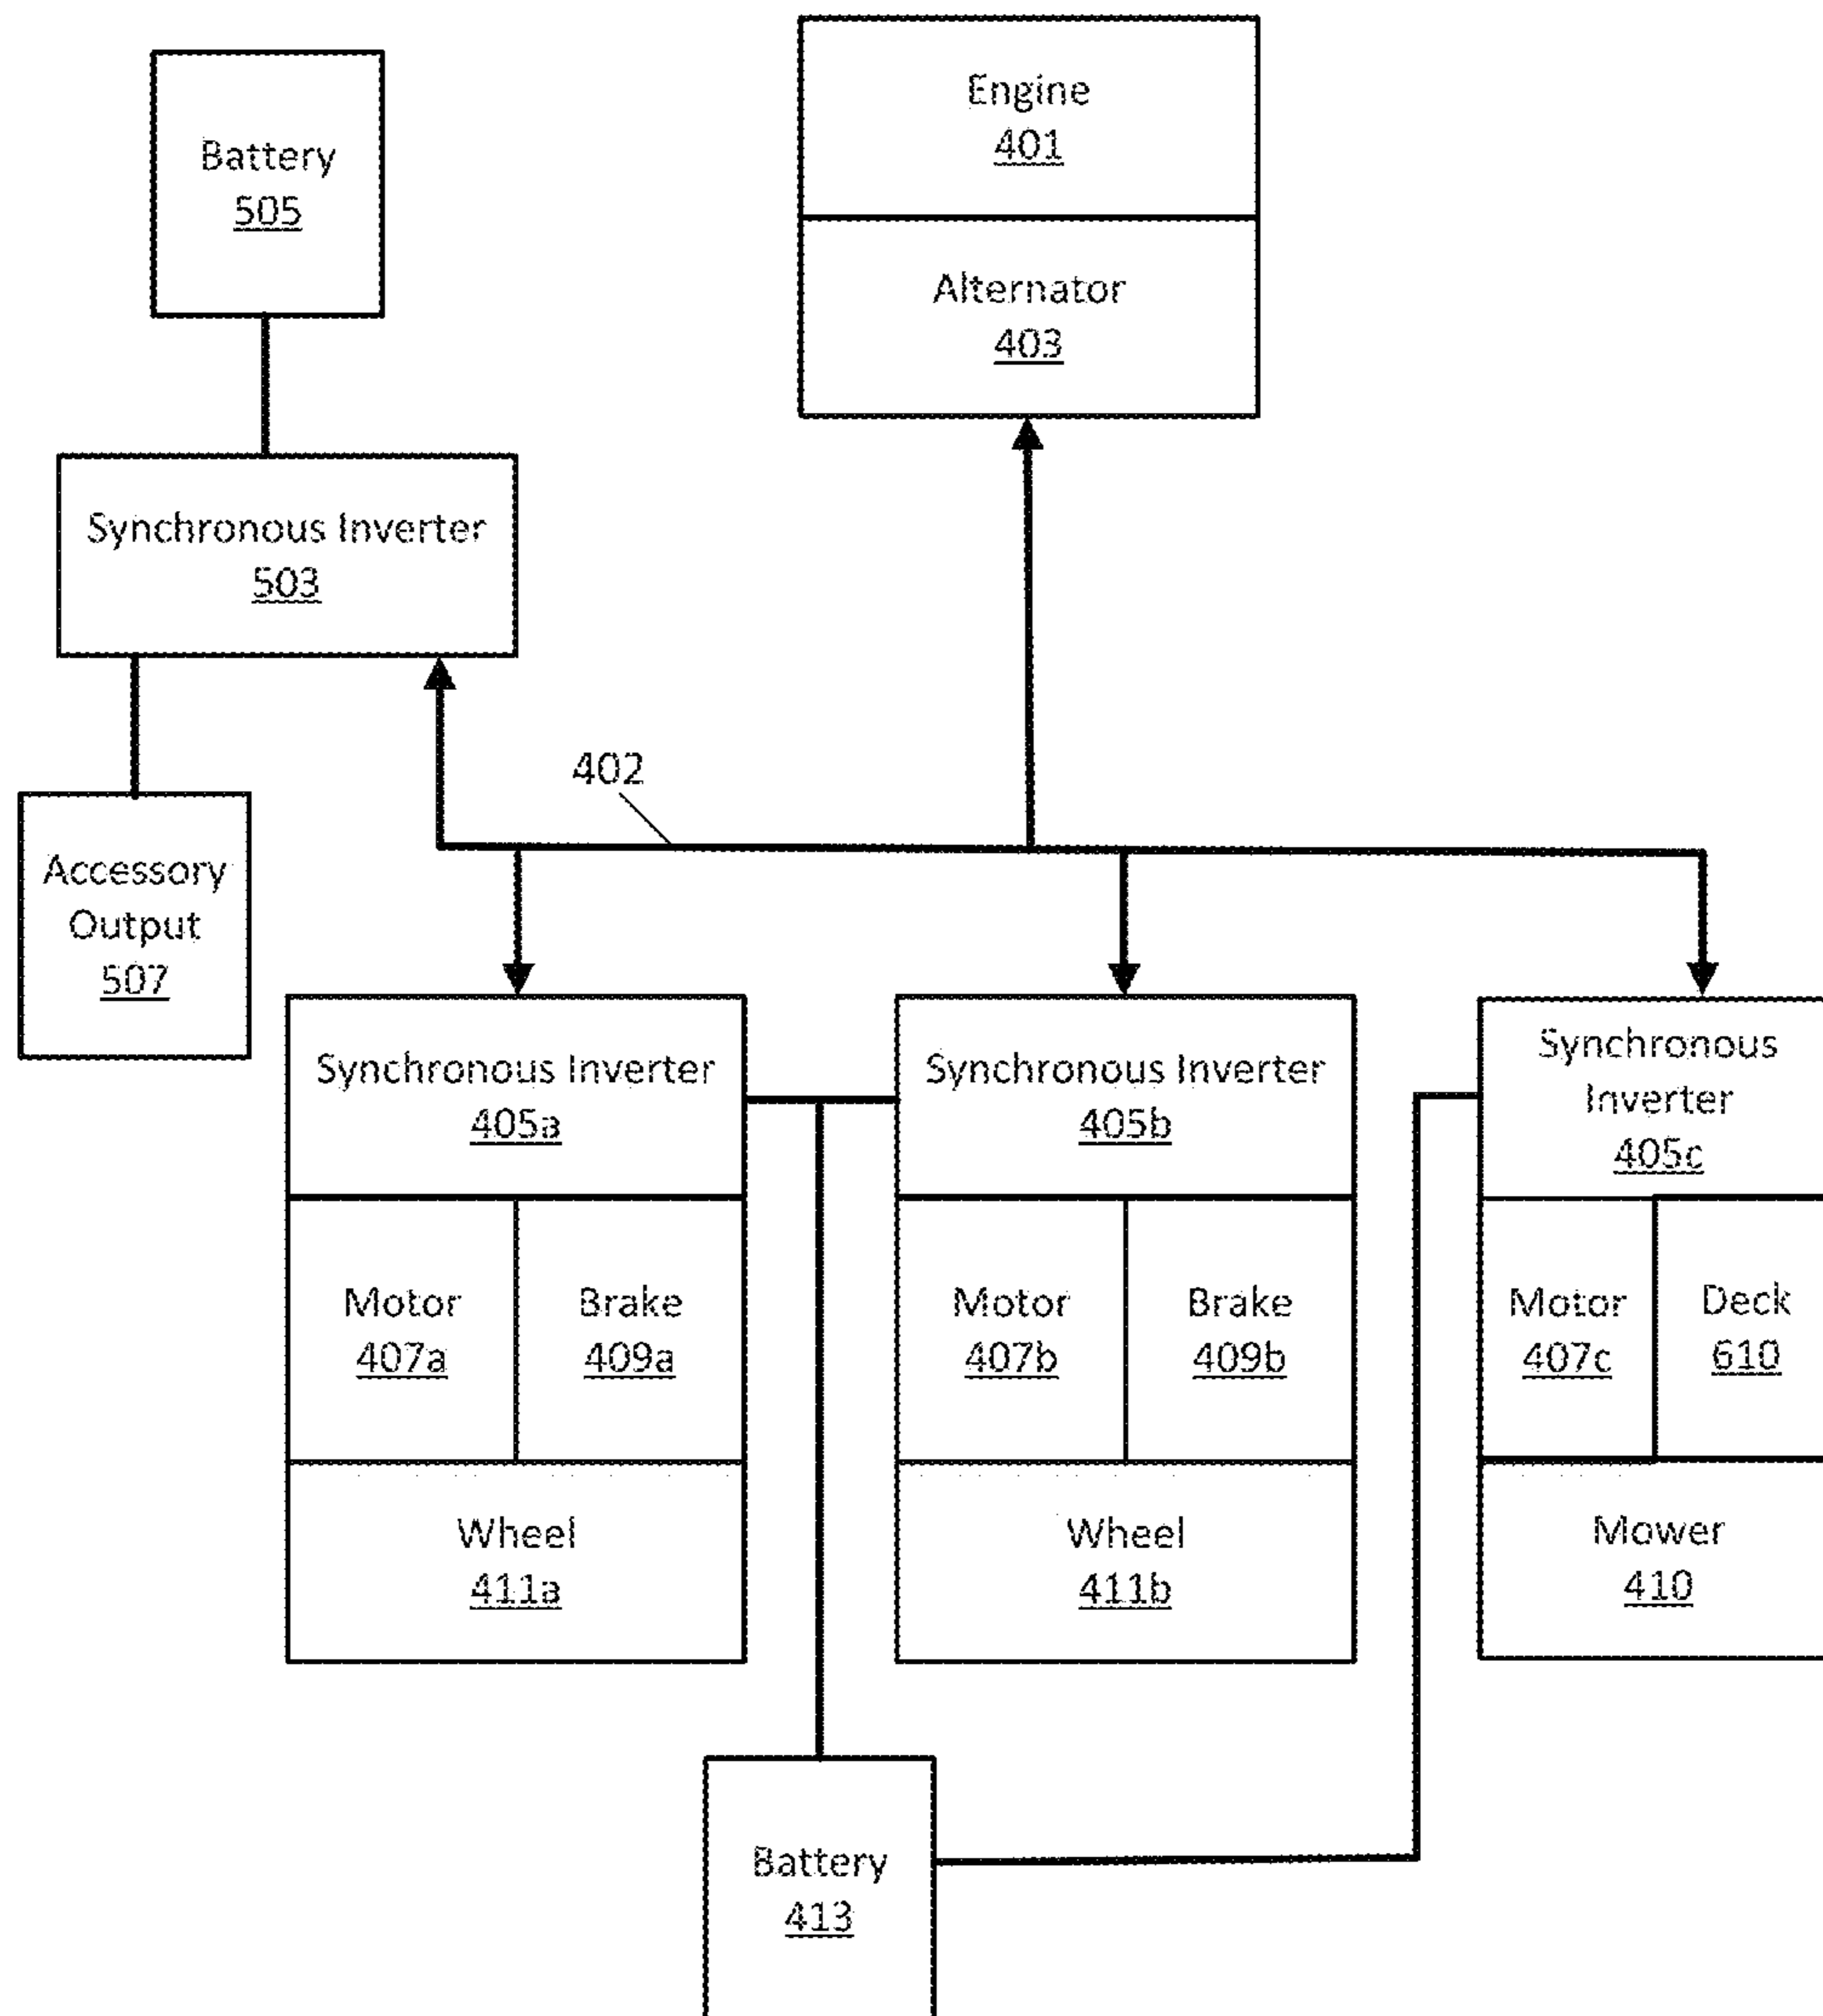 Engine
401
Battery
505
Alternator
403
Synchronous Inverter
503
402
Accessory
Output
507
Synchronous Inverter
405a
Synchronous Inverter
405b
Synchronous
Inverter
405c
Motor
407a
Brake
409a
Motor
407b
Brake
409b
Motor
407c
Deck
610
Wheel
411a
Wheel
411b
Mower
410
Battery
413